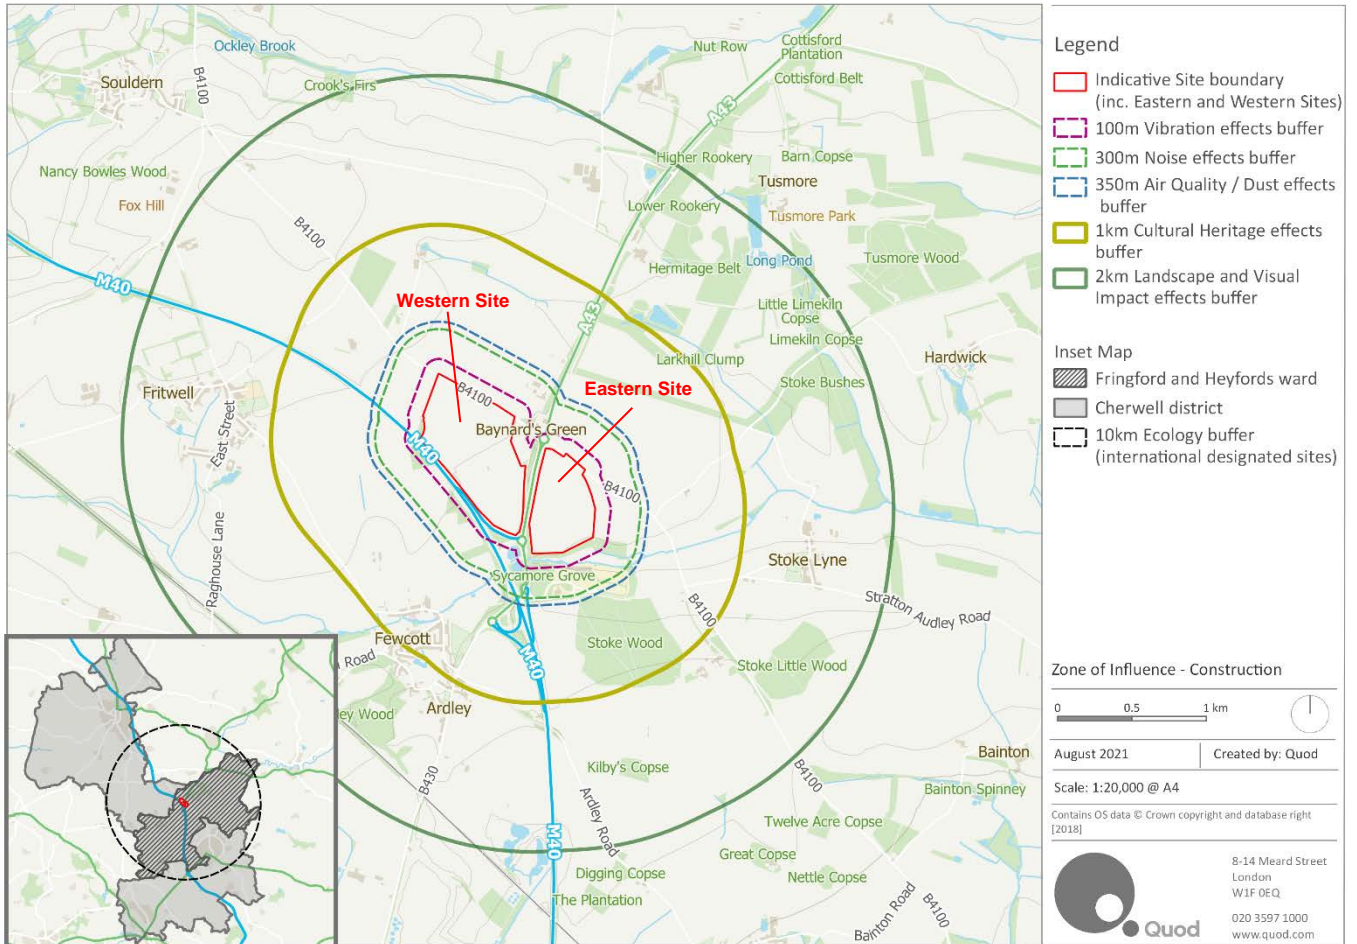 Ockley Brook
Nut Row
Cottisford
Plantation
Souldern
B4100
Crook's Firs
Cottisford Belt
A43
Nancy Bowles Wood
Higher Rookery
Barn Copse
Tusmore
Fox Hill
Lower Rookery
Tusmore Park
B4100
Hermitage Belt
Long Pond
Tusmore Wood
M40
Western Site
A43
Little Limekiln
Copse
Limekiln Copse
Larkhill Clump
Hardwick
Fritwell
B4100
Eastern Site
Stoke Bushes
East Street
Baynard's Green
M40
B4100
Raghouse Lane
Sycamore Grove
Stoke Lyne
Stratton Audley Road
B4100
Fewcott
Stoke Wood
Road
M40
Stoke Little Wood
ley Wood
Ardley
Bainton
B430
Kilby's Copse
B4100
Bainton Spinney
Ardley Road
M40
Twelve Acre Copse
Great Copse
Digging Copse
Nettle Copse
The Plantation
Bainton Road
Legend
Indicative Site boundary
(inc. Eastern and Western Sites)
100m Vibration effects buffer
300m Noise effects buffer
350m Air Quality / Dust effects
buffer
1km Cultural Heritage effects
buffer
2km Landscape and Visual
Impact effects buffer
Inset Map
Fringford and Heyfords ward
Cherwell district
10km Ecology buffer
(international designated sites)
Zone of Influence - Construction
0 0.5 1 km
August 2021
Created by: Quod
Scale: 1:20,000 @ A4
Contains OS data © Crown copyright and database right
[2018]
Quod
8-14 Meard Street
London
W1F 0EQ
020 3597 1000
www.quod.com